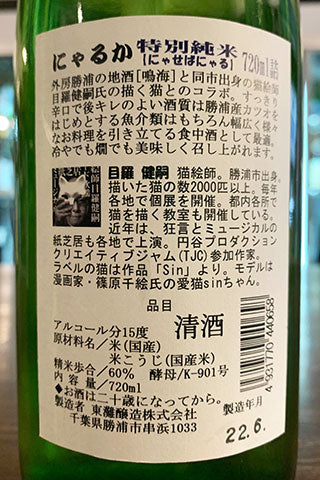 にゃるか 特別純米 720ml詰
【にゃせばにゃる】
外房勝浦の地酒[鳴海]と同市出身の猫絵師
目羅健嗣氏の描く猫とのコラボ。すっきり
辛口で後キレのよい酒質は勝浦産カツオを
はじめとする魚介類はもちろん幅広く様々
なお料理を引き立てる食中酒として最適。
冷やでも燗でも美味しく召し上がれます。
目羅 健嗣 猫絵師。勝浦市出身。
描いた猫の数2000匹以上。毎年
各地で個展を開催。都内各所で
猫を描く教室も開催している。
近年は、狂言とミュージカルの
紙芝居も各地で上演。円谷プロダクション
クリエイティブジャム(TJC)参加作家。
ラベルの猫は作品「Sin」より。モデルは
漫画家・篠原千絵氏の愛猫sinちゃん。
品目
アルコール分15度 清酒
原材料名/米(国産)
米こうじ(国産米)
精米歩合/60% 酵母/K-901号
内 容 量/720ml
◆お酒は二十歳になってから。
製造者 東灘醸造株式会社
千葉県勝浦市串浜1033
製造年月
22.6.
4 931770 440658